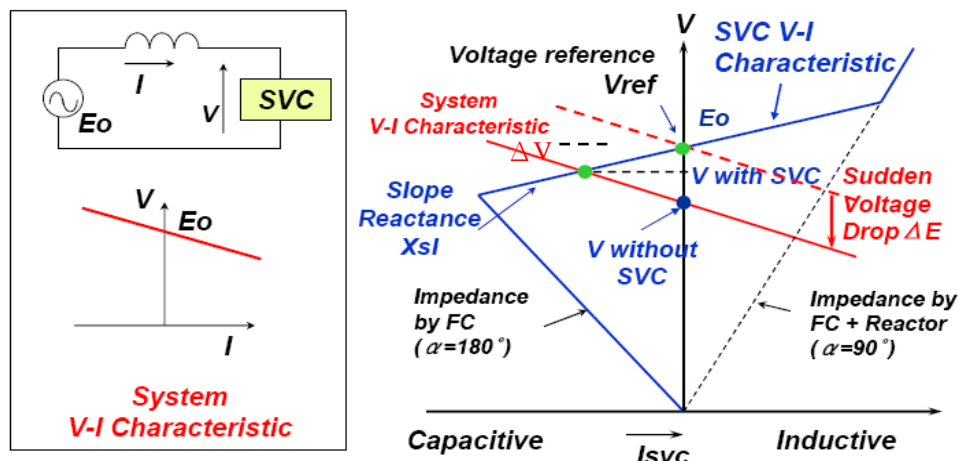 I
V
SVC
Eo
V
Eo
I
System
V-I Characteristic
V
Voltage reference
Vref
SVC V-I
Characteristic
System
V-I Characteristic
Eo
ΔV
V with SVC
Slope
Reactance
XsI
V without
SVC
Sudden
Voltage
Drop ΔE
Impedance
by FC
(α=180°)
Impedance by
FC + Reactor
(α=90°)
Capacitive
Isvc
Inductive